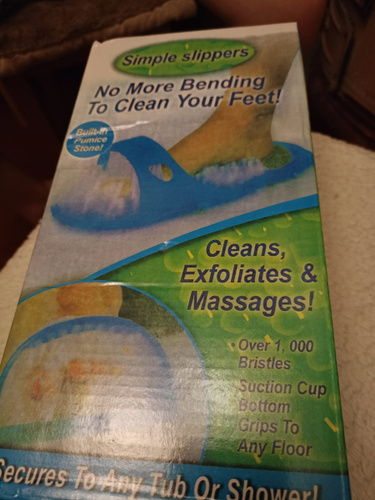 Simple slippers
No More Bending
To Clean Your Feet!
Built-in
Pumice
Stone!
Cleans,
Exfoliates &
Massages!
• Over 1, 000
Bristles
Suction Cup
Bottom
Grips To
Any Floor
Secures To Any Tub Or Shower!